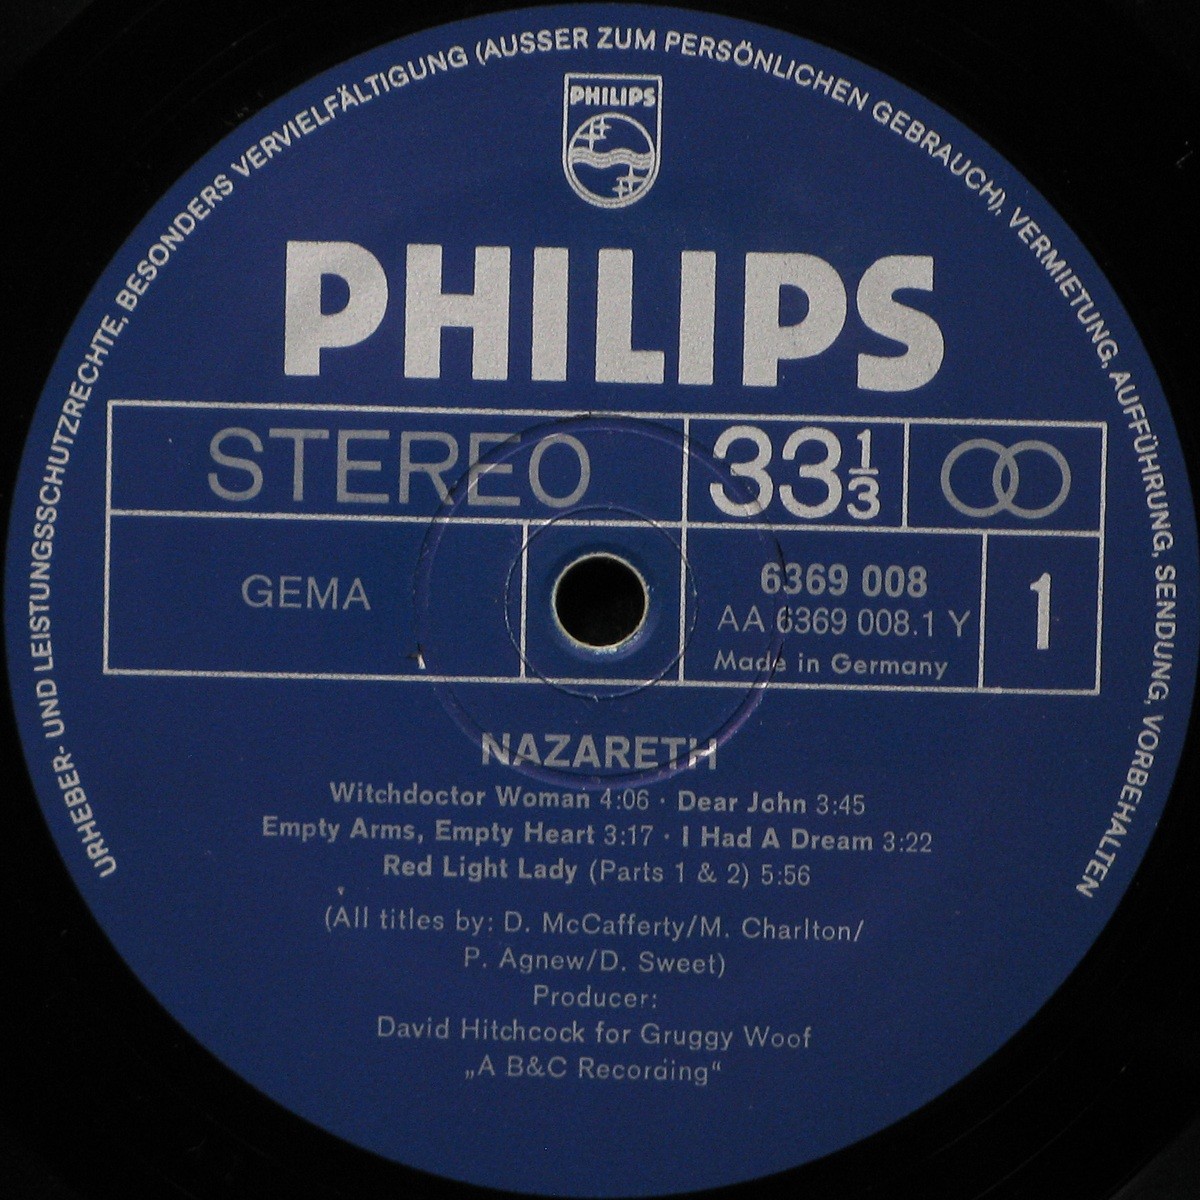 URHEBER- UND LEISTUNGSSCHUTZRECHTE, BESONDERS VERVIELFÄLTIGUNG (AUSSER ZUM PERSÖNLICHEN GEBRAUCH), VERMIETUNG, AUFFÜHRUNG, SENDUNG, VORBEHALTEN
PHILIPS
PHILIPS
STEREO 33 1/3
GEMA
6369 008
AA 6369 008.1 Y
Made in Germany
1
NAZARETH
Witchdoctor Woman 4:06 · Dear John 3:45
Empty Arms, Empty Heart 3:17 · I Had A Dream 3:22
Red Light Lady (Parts 1 & 2) 5:56
(All titles by: D. McCafferty/M. Charlton/
P. Agnew/D. Sweet)
Producer:
David Hitchcock for Gruggy Woof
„A B&C Recording“